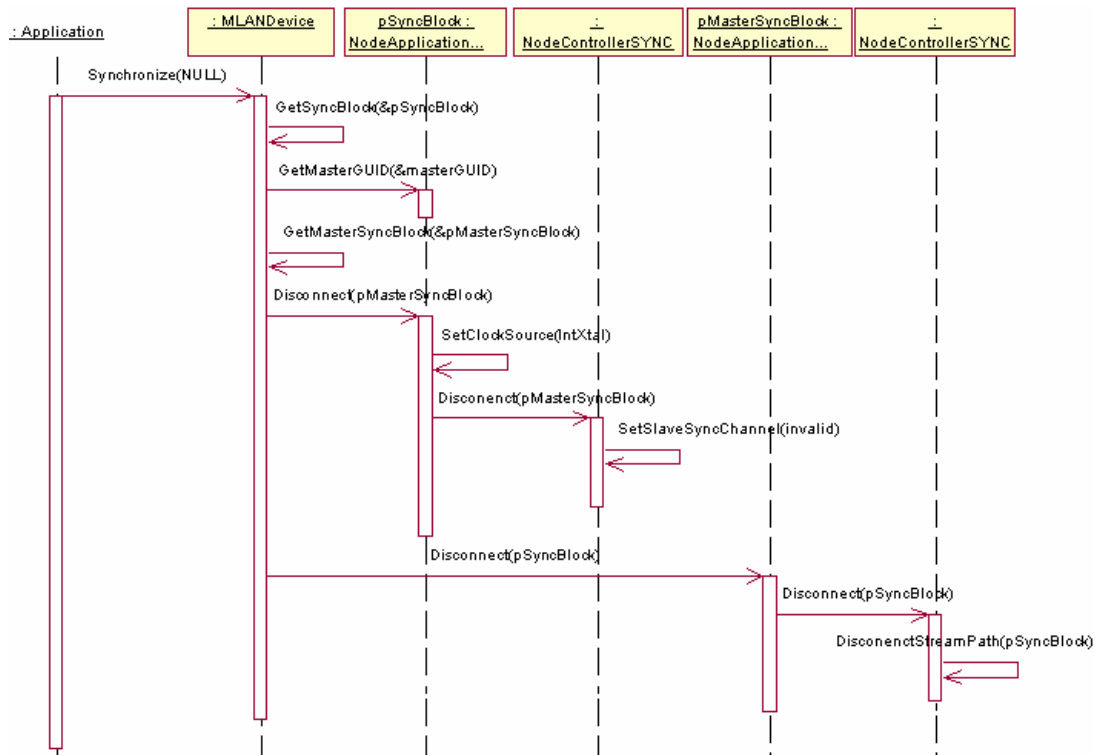 : Application
: MLANDevice
pSyncBlock :
NodeApplication...
:
NodeControllerSYNC
pMasterSyncBlock :
NodeApplication...
:
NodeControllerSYNC
Synchronize(NULL)
GetSyncBlock(&pSyncBlock)
GetMasterGUID(&masterGUID)
GetMasterSyncBlock(&pMasterSyncBlock)
Disconnect(pMasterSyncBlock)
SetClockSource(IntXtal)
Disconenct(pMasterSyncBlock)
SetSlaveSyncChannel(invalid)
Disconnect(pSyncBlock)
Disconnect(pSyncBlock)
DisconenctStreamPath(pSyncBlock)